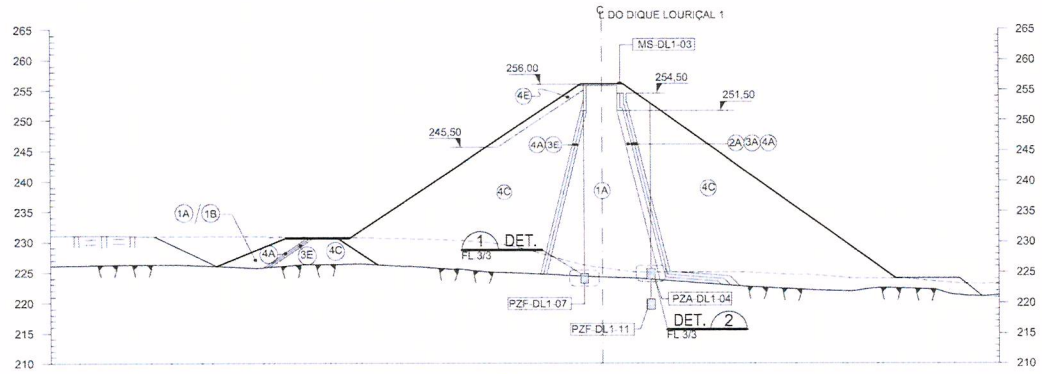 ℄ DO DIQUE LOURIÇAL 1
265
265
MS-DL1-03
260
260
256,00
254,50
255
255
4E
251,50
250
250
245,50
4A 3E
2A 3A 4A
245
245
240
240
4C
1A
4C
235
235
1A / 1B
230
1 DET.
230
FL 3/3
4A
3E
4C
225
225
220
PZF-DL1-07
PZA-DL1-04
220
215
PZF-DL1-11
DET. 2
215
FL 3/3
210
210